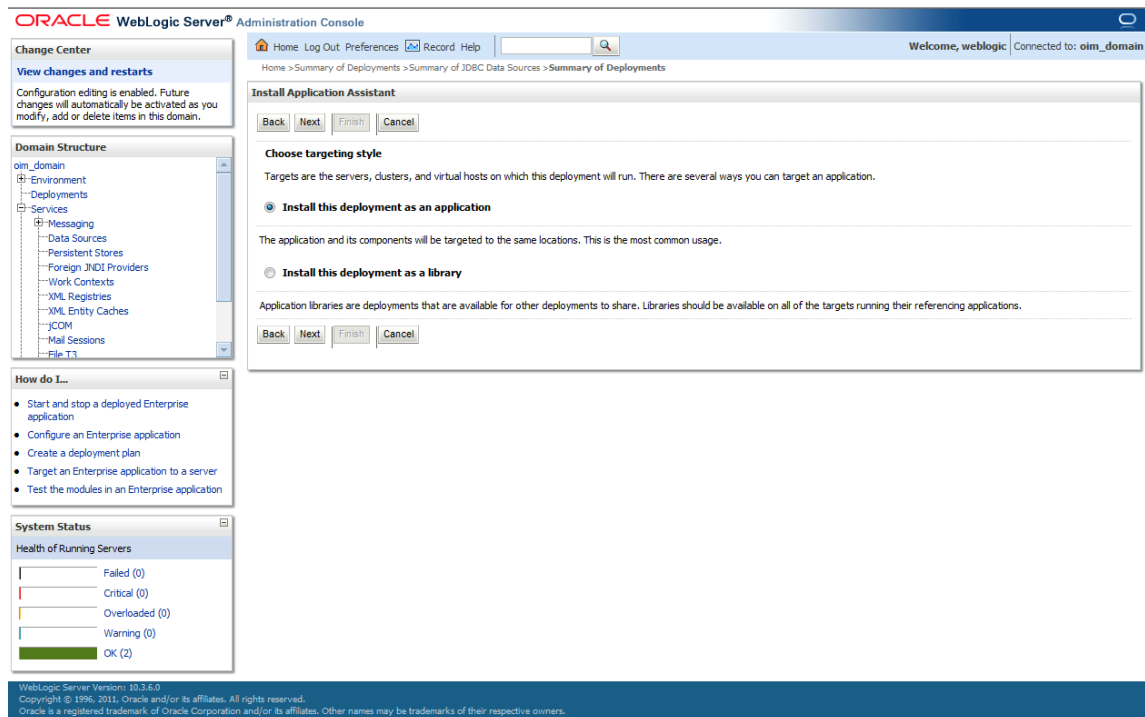 ORACLE WebLogic Server® Administration Console
Change Center
View changes and restarts
Configuration editing is enabled. Future
changes will automatically be activated as you
modify, add or delete items in this domain.
Domain Structure
oim_domain
Environment
Deployments
Services
Messaging
Data Sources
Persistent Stores
Foreign JNDI Providers
Work Contexts
XML Registries
XML Entity Caches
jCOM
Mail Sessions
File T3
How do I...
Start and stop a deployed Enterprise
application
Configure an Enterprise application
Create a deployment plan
Target an Enterprise application to a server
Test the modules in an Enterprise application
System Status
Health of Running Servers
Failed (0)
Critical (0)
Overloaded (0)
Warning (0)
OK (2)
Home Log Out Preferences Record Help
Welcome, weblogic Connected to: oim_domain
Home >Summary of Deployments >Summary of JDBC Data Sources >Summary of Deployments
Install Application Assistant
Back Next Finish Cancel
Choose targeting style
Targets are the servers, clusters, and virtual hosts on which this deployment will run. There are several ways you can target an application.
Install this deployment as an application
The application and its components will be targeted to the same locations. This is the most common usage.
Install this deployment as a library
Application libraries are deployments that are available for other deployments to share. Libraries should be available on all of the targets running their referencing applications.
Back Next Finish Cancel
WebLogic Server Version: 10.3.6.0
Copyright © 1996, 2011, Oracle and/or its affiliates. All rights reserved.
Oracle is a registered trademark of Oracle Corporation and/or its affiliates. Other names may be trademarks of their respective owners.